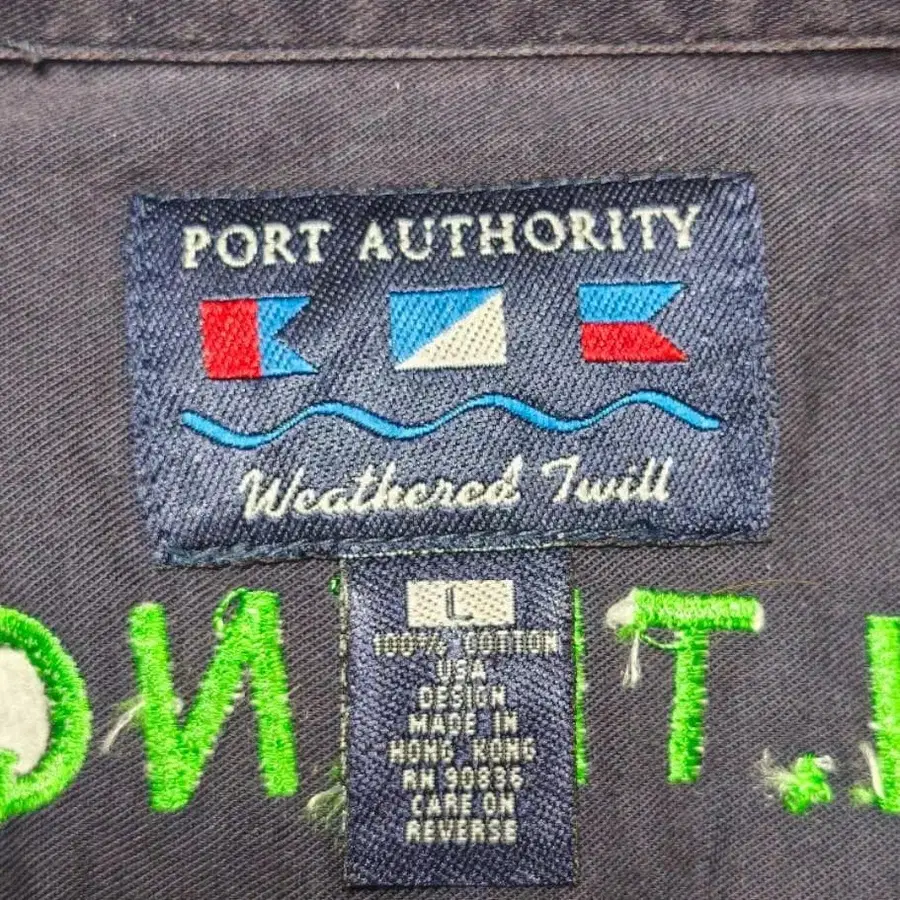 PORT AUTHORITY
Weathered Twill
L
100% COTTON
USA
DESIGN
MADE IN
HONG KONG
RN 90836
CARE ON
REVERSE